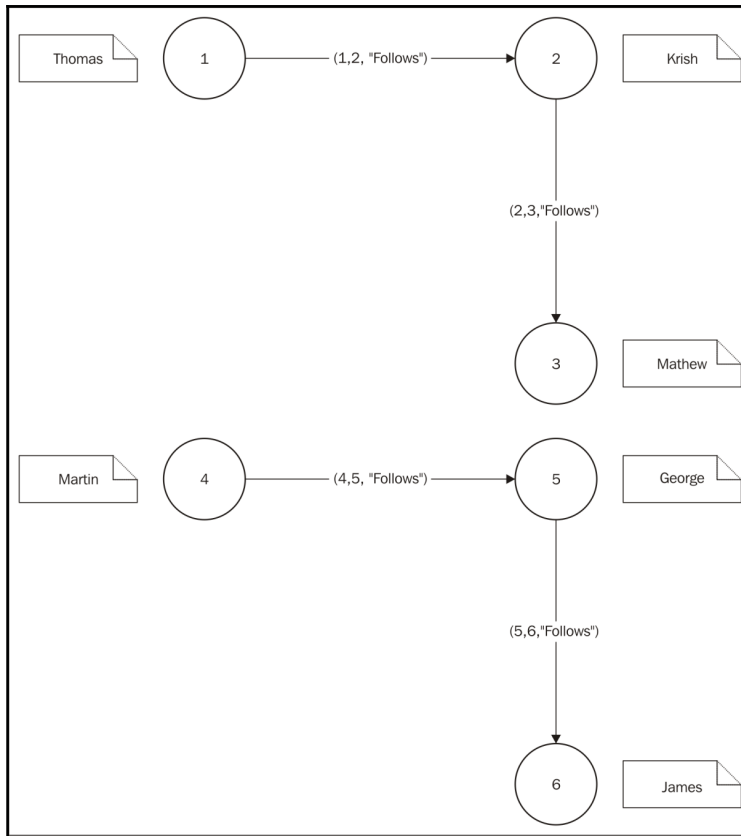 Thomas
1
(1,2, "Follows")
2
Krish
(2,3,"Follows")
3
Mathew
Martin
4
(4,5, "Follows")
5
George
(5,6,"Follows")
6
James